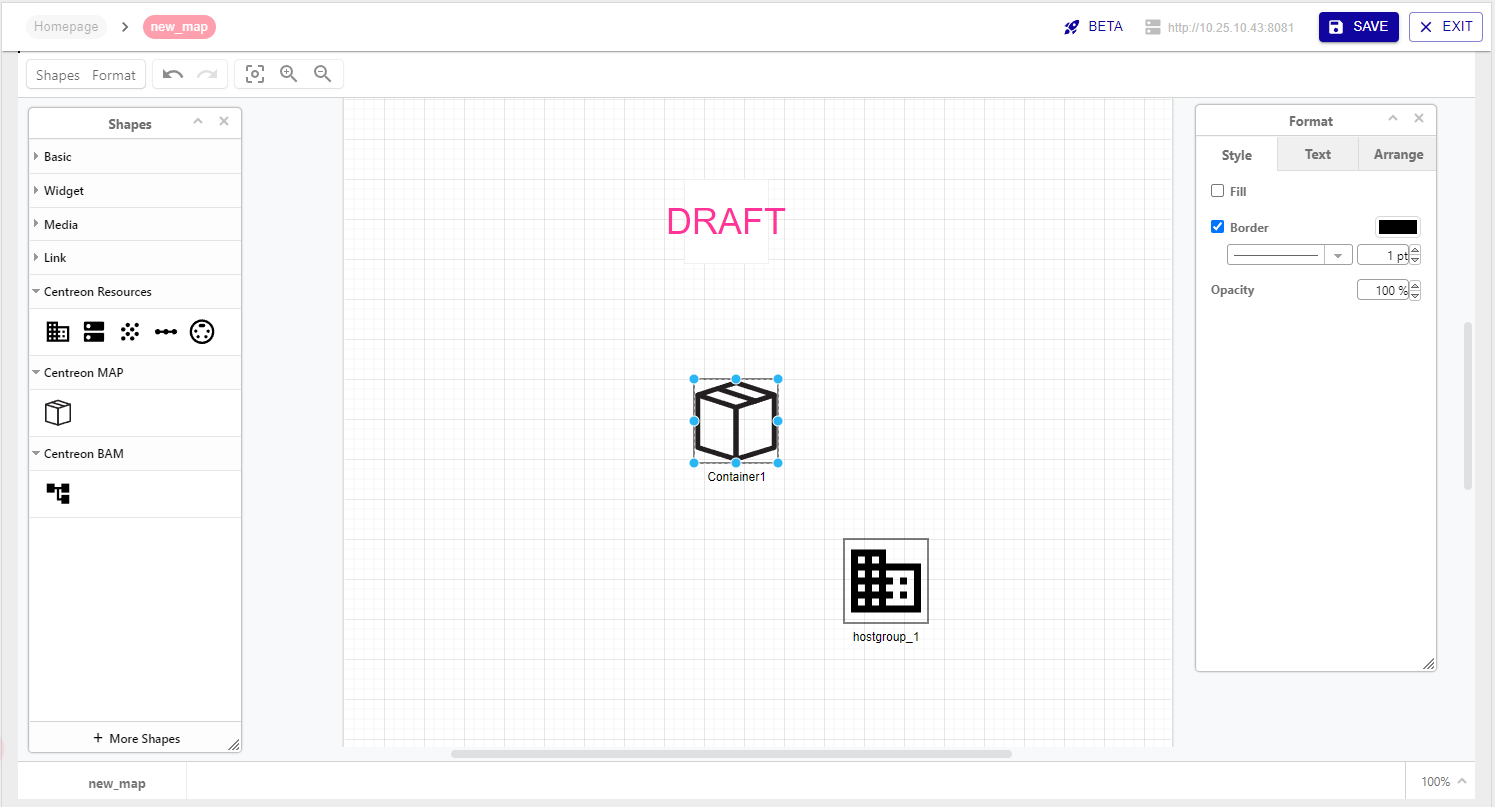 Homepage
new_map
BETA
http://10.25.10.43:8081
SAVE
EXIT
Shapes
Format
Shapes
Basic
Widget
Media
Link
Centreon Resources
Centreon MAP
Centreon BAM
+ More Shapes
DRAFT
Container1
hostgroup_1
Format
Style
Text
Arrange
Fill
Border
1 pt
Opacity
100 %
new_map
100%